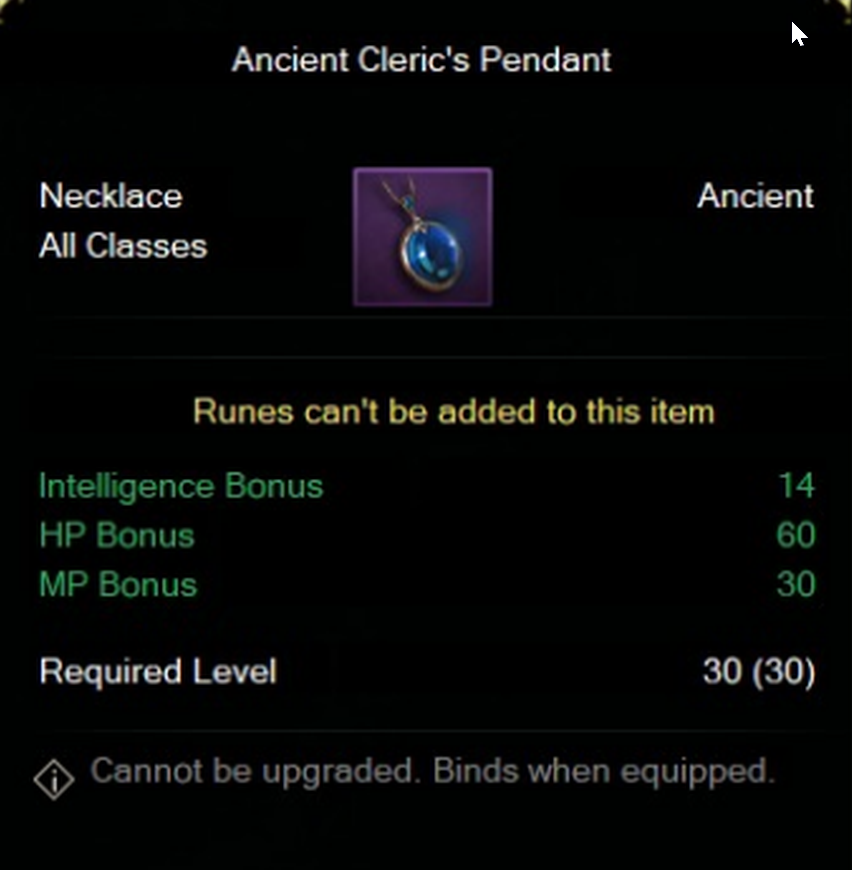 Ancient Cleric's Pendant
Necklace
Ancient
All Classes
Runes can't be added to this item
Intelligence Bonus 14
HP Bonus 60
MP Bonus 30
Required Level 30 (30)
Cannot be upgraded. Binds when equipped.